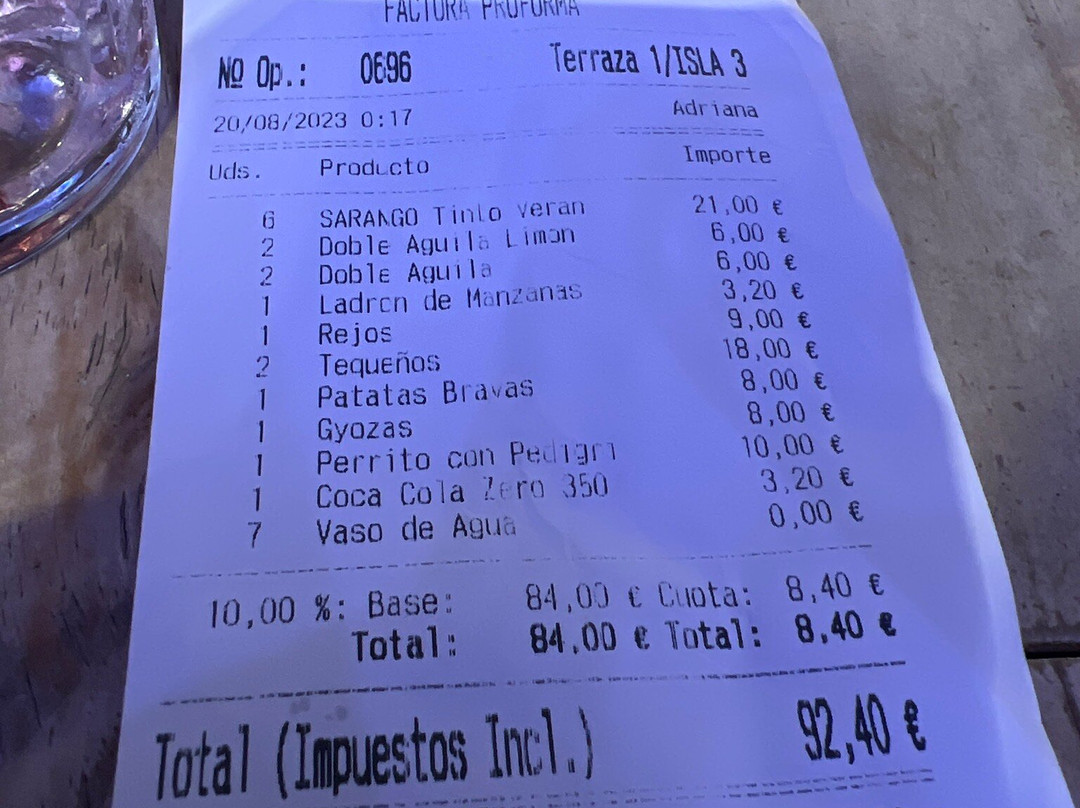 FACTURA PROFORMA
Nº Op.: 0696 Terraza 1/ISLA 3
20/08/2023 0:17 Adriana
Uds. Producto Importe
6 SARANGO Tinto Veran 21,00 €
2 Doble Aguila Limon 6,00 €
2 Doble Aguila 6,00 €
1 Ladron de Manzanas 3,20 €
1 Rejos 9,00 €
2 Tequeños 18,00 €
1 Patatas Bravas 8,00 €
1 Gyozas 8,00 €
1 Perrito con Pedigri 10,00 €
1 Coca Cola Zero 350 3,20 €
7 Vaso de Agua 0,00 €
10,00 %: Base: 84,00 € Cuota: 8,40 €
Total: 84,00 € Total: 8,40 €
Total (Impuestos Incl.) 92,40 €